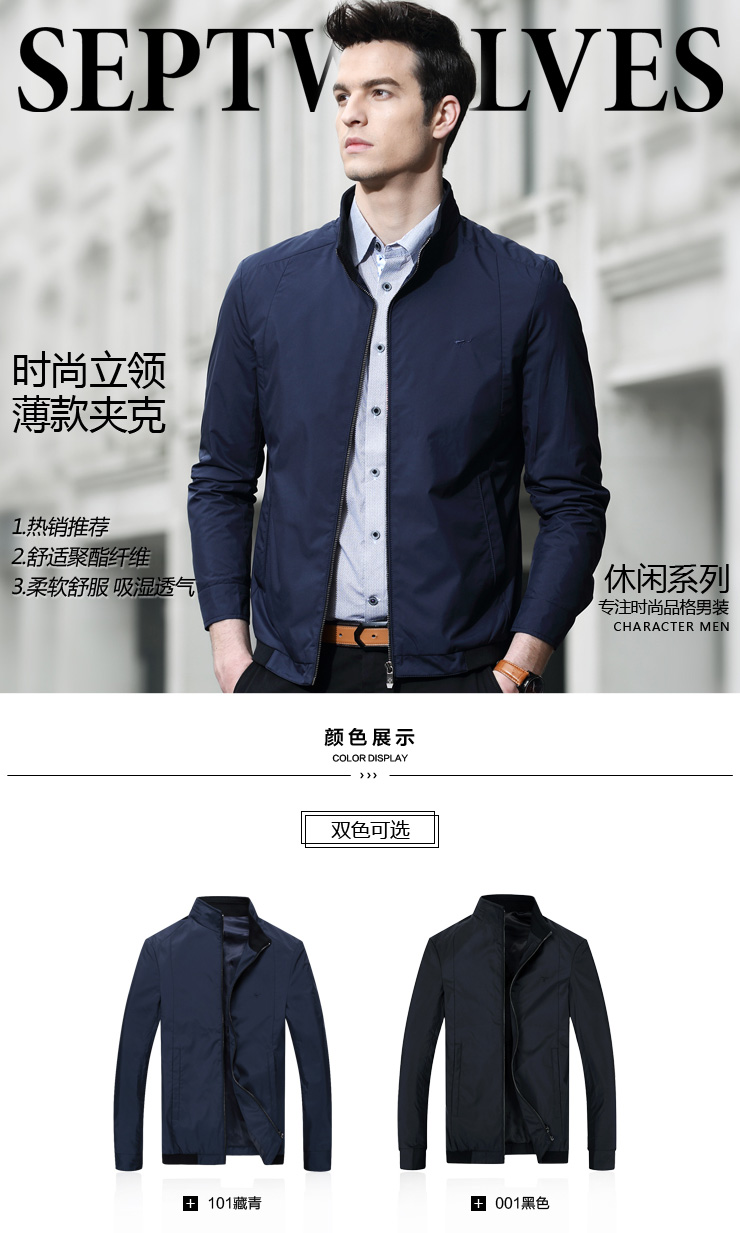 SEPTWOLVES
时尚立领
薄款夹克
1.热销推荐
2.舒适聚酯纤维
3.柔软舒服 吸湿透气
休闲系列
专注时尚品格男装
CHARACTER MEN
颜色展示
COLOR DISPLAY
›››
双色可选
+ 101藏青
+ 001黑色